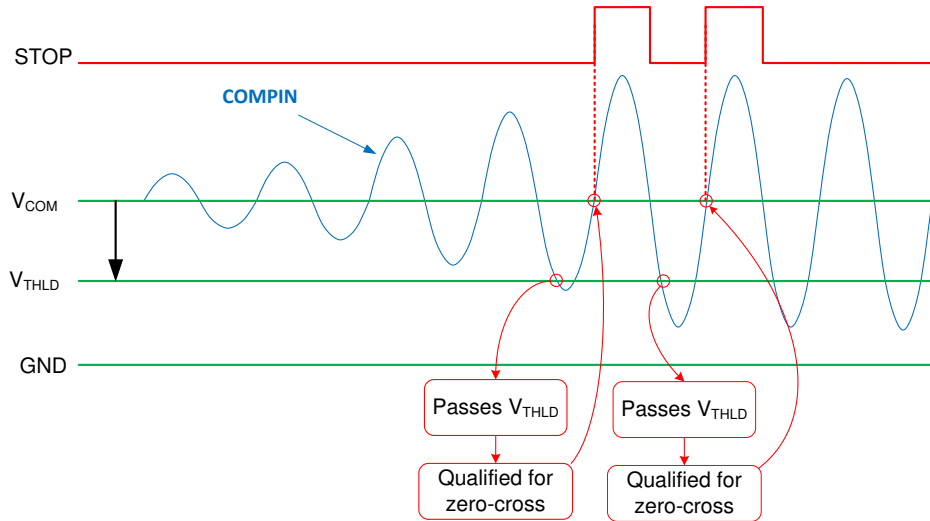 STOP
COMPIN
VCOM
VTHLD
GND
Passes VTHLD
Qualified for
zero-cross
Passes VTHLD
Qualified for
zero-cross